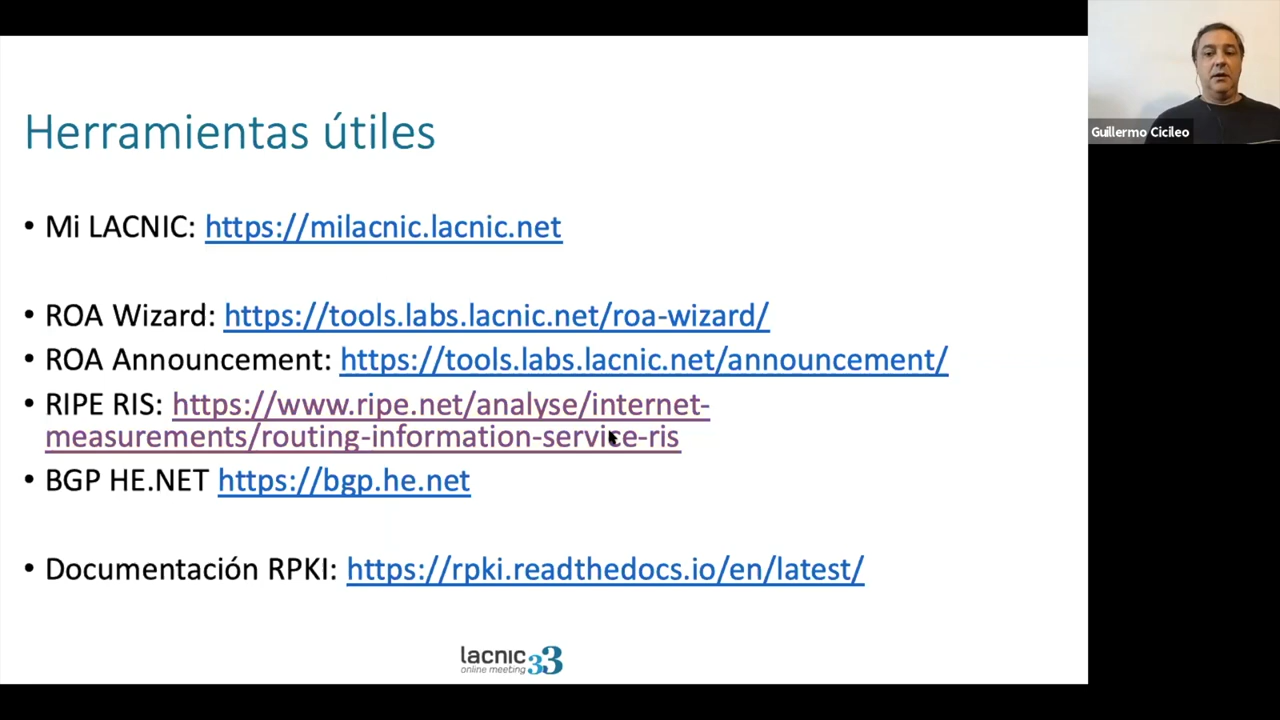 Guillermo Cicileo
Herramientas útiles
• Mi LACNIC: https://milacnic.lacnic.net
• ROA Wizard: https://tools.labs.lacnic.net/roa-wizard/
• ROA Announcement: https://tools.labs.lacnic.net/announcement/
• RIPE RIS: https://www.ripe.net/analyse/internet-
measurements/routing-information-service-ris
• BGP HE.NET https://bgp.he.net
• Documentación RPKI: https://rpki.readthedocs.io/en/latest/
lacnic 33
online meeting